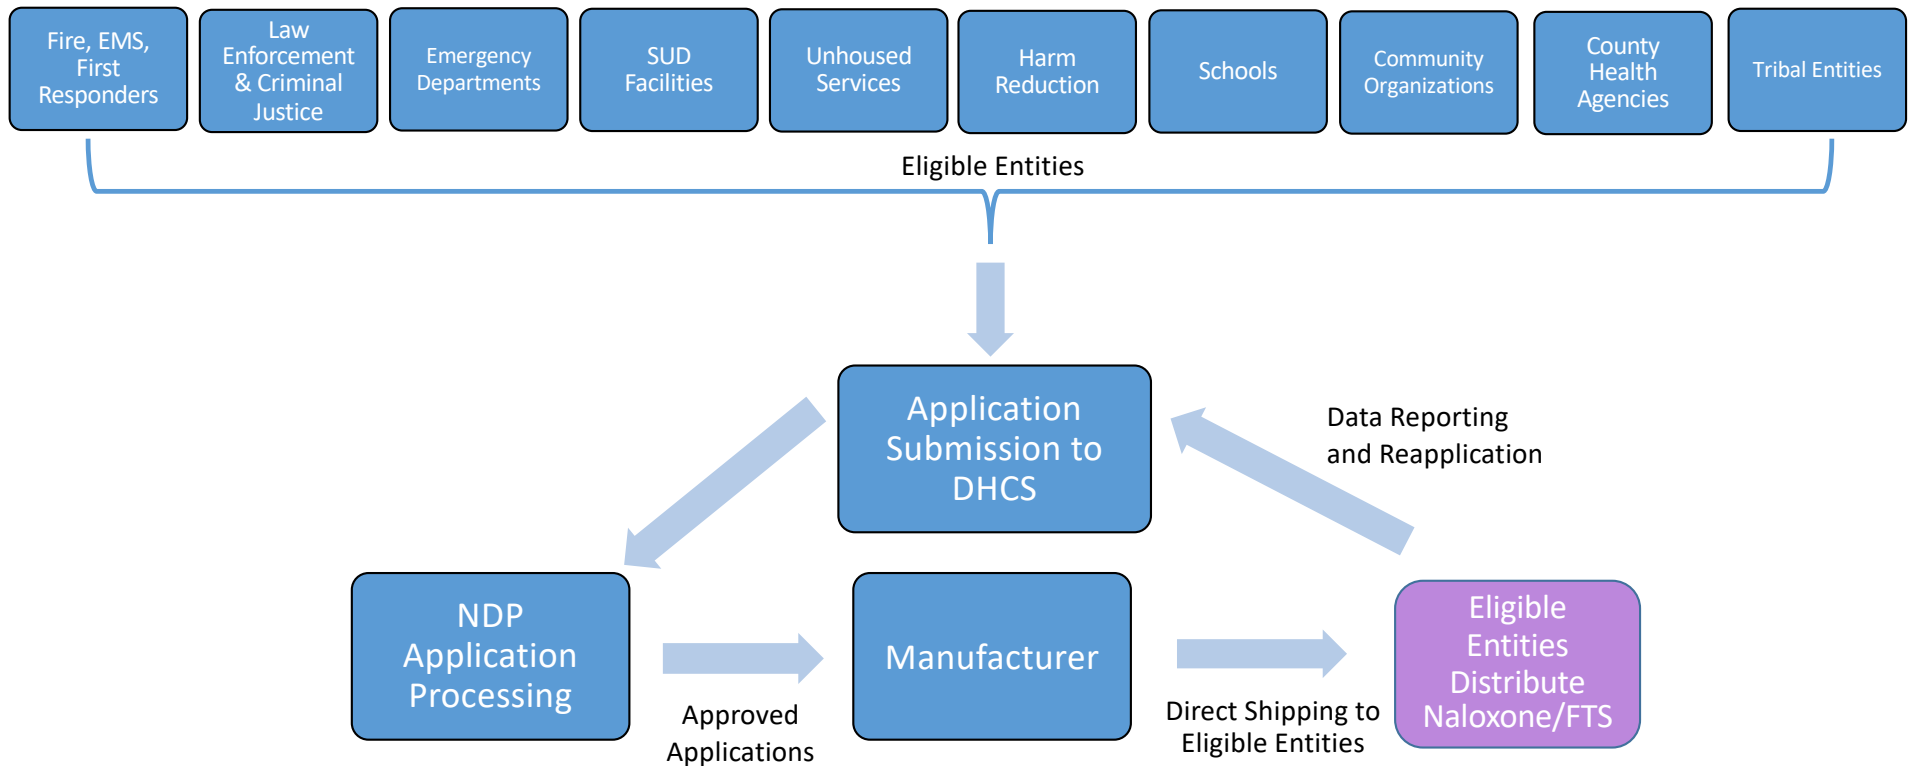 Fire, EMS,
First
Responders
Law
Enforcement
& Criminal
Justice
Emergency
Departments
SUD
Facilities
Unhoused
Services
Harm
Reduction
Schools
Community
Organizations
County
Health
Agencies
Tribal Entities
Eligible Entities
Application
Submission to
DHCS
Data Reporting
and Reapplication
NDP
Application
Processing
Approved
Applications
Manufacturer
Direct Shipping to
Eligible Entities
Eligible
Entities
Distribute
Naloxone/FTS